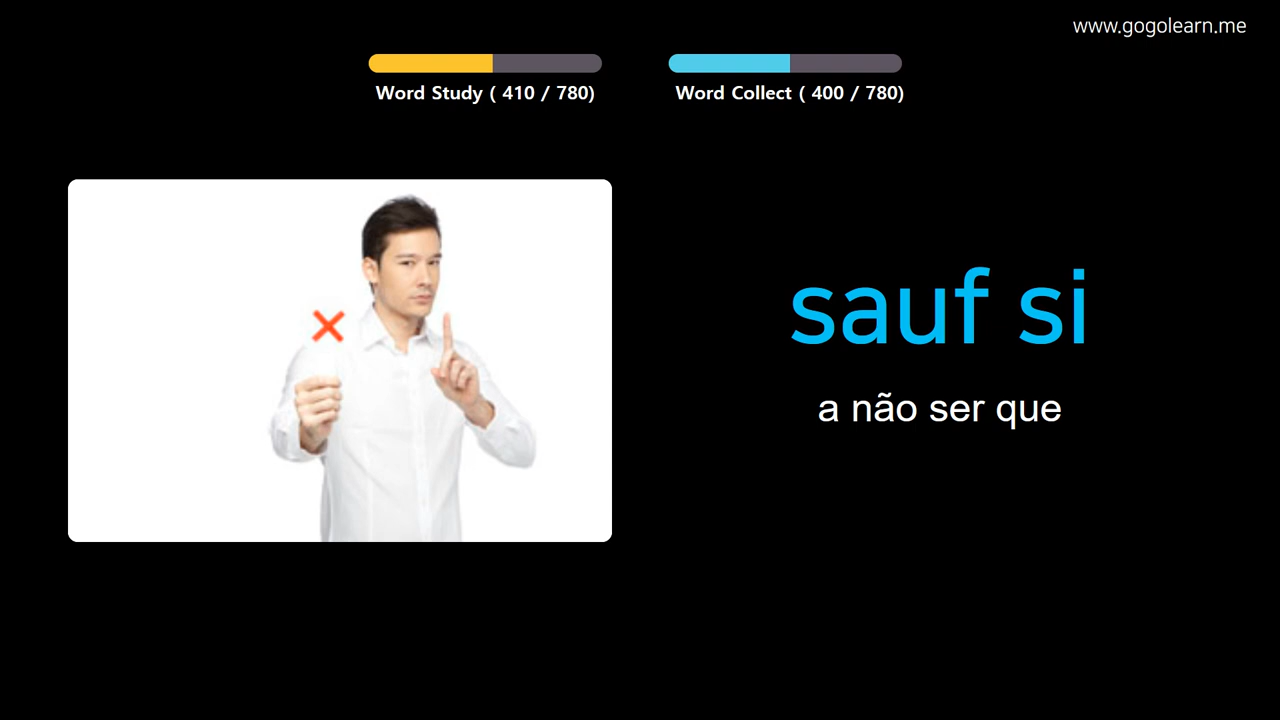 www.gogolearn.me
Word Study ( 410 / 780)
Word Collect ( 400 / 780)
sauf si
a não ser que